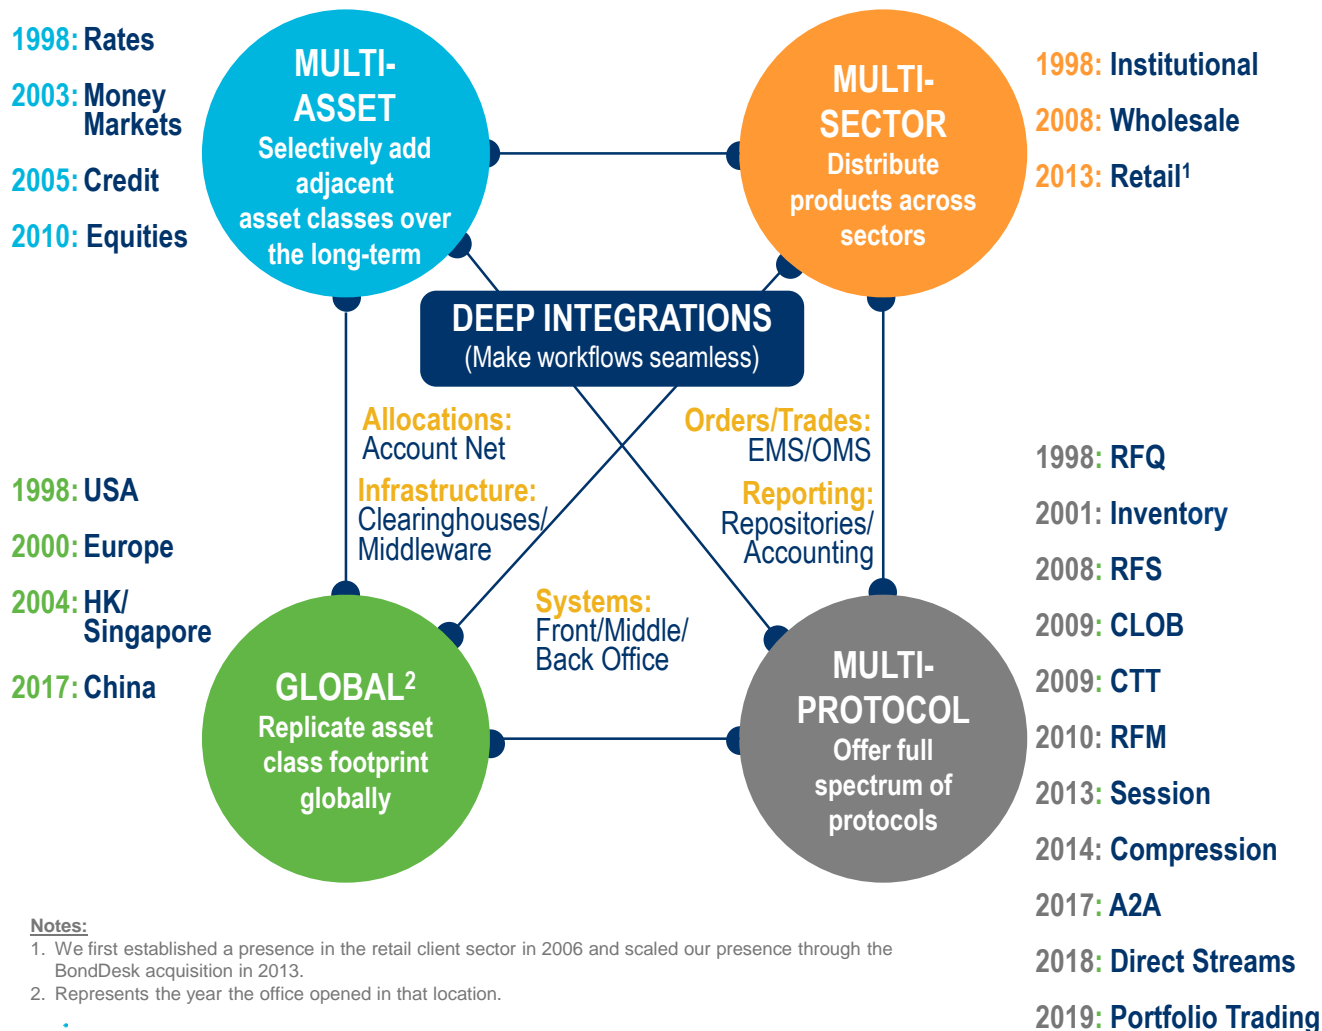 1998: Rates
2003: Money
Markets
2005: Credit
2010: Equities
MULTI-
ASSET
Selectively add
adjacent
asset classes over
the long-term
MULTI-
SECTOR
Distribute
products across
sectors
1998: Institutional
2008: Wholesale
2013: Retail¹
DEEP INTEGRATIONS
(Make workflows seamless)
Allocations:
Account Net
Infrastructure:
Clearinghouses/
Middleware
Orders/Trades:
EMS/OMS
Reporting:
Repositories/
Accounting
Systems:
Front/Middle/
Back Office
1998: USA
2000: Europe
2004: HK/
Singapore
2017: China
GLOBAL²
Replicate asset
class footprint
globally
MULTI-
PROTOCOL
Offer full
spectrum of
protocols
1998: RFQ
2001: Inventory
2008: RFS
2009: CLOB
2009: CTT
2010: RFM
2013: Session
2014: Compression
2017: A2A
2018: Direct Streams
2019: Portfolio Trading
Notes:
1. We first established a presence in the retail client sector in 2006 and scaled our presence through the
BondDesk acquisition in 2013.
2. Represents the year the office opened in that location.